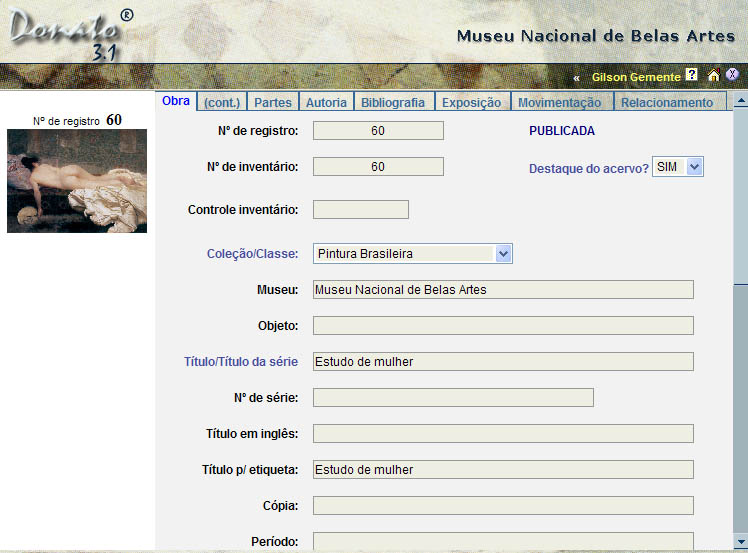 Donato ®
3.1
Museu Nacional de Belas Artes
« Gilson Gemente ? X
Obra (cont.) Partes Autoria Bibliografia Exposição Movimentação Relacionamento
Nº de registro 60
Nº de registro: 60 PUBLICADA
Nº de inventário: 60 Destaque do acervo? SIM
Controle inventário:
Coleção/Classe: Pintura Brasileira
Museu: Museu Nacional de Belas Artes
Objeto:
Título/Título da série Estudo de mulher
Nº de série:
Título em inglês:
Título p/ etiqueta: Estudo de mulher
Cópia:
Período: